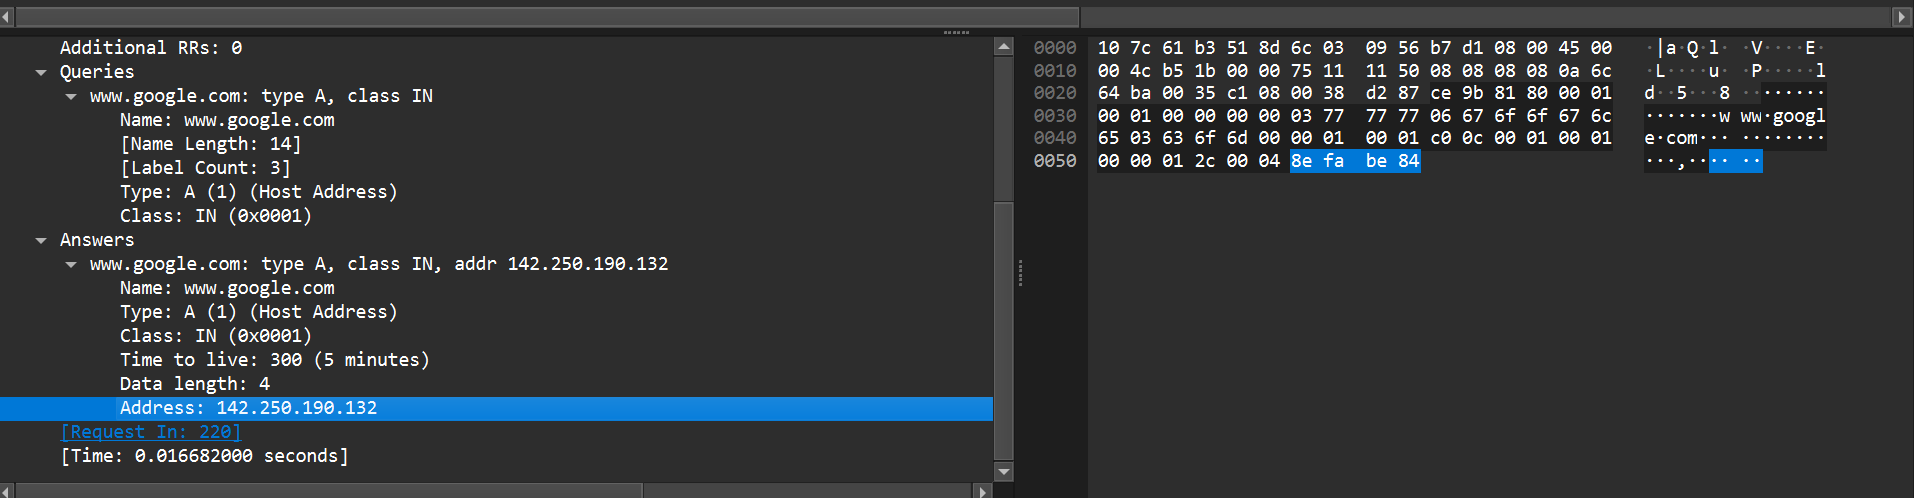 Additional RRs: 0
Queries
www.google.com: type A, class IN
Name: www.google.com
[Name Length: 14]
[Label Count: 3]
Type: A (1) (Host Address)
Class: IN (0x0001)
Answers
www.google.com: type A, class IN, addr 142.250.190.132
Name: www.google.com
Type: A (1) (Host Address)
Class: IN (0x0001)
Time to live: 300 (5 minutes)
Data length: 4
Address: 142.250.190.132
[Request In: 220]
[Time: 0.016682000 seconds]
0000 10 7c 61 b3 51 8d 6c 03 09 56 b7 d1 08 00 45 00 ·|a·Q·l· ·V····E·
0010 00 4c b5 1b 00 00 75 11 11 50 08 08 08 08 0a 6c ·L····u· ·P·····l
0020 64 ba 00 35 c1 08 00 38 d2 87 ce 9b 81 80 00 01 d··5···8 ········
0030 00 01 00 00 00 00 03 77 77 77 06 67 6f 6f 67 6c ·······w ww·googl
0040 65 03 63 6f 6d 00 00 01 00 01 c0 0c 00 01 00 01 e·com··· ········
0050 00 00 01 2c 00 04 8e fa be 84 ···,···· ··